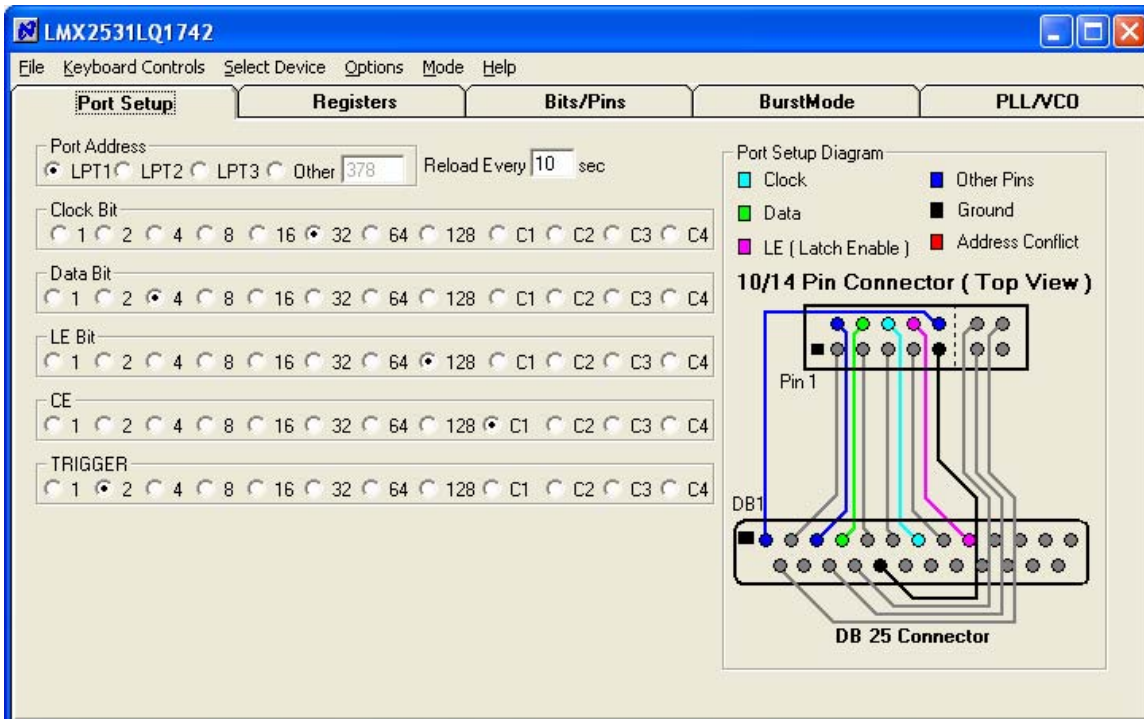 LMX2531LQ1742
File Keyboard Controls Select Device Options Mode Help
Port Setup Registers Bits/Pins BurstMode PLL/VCO
Port Address
LPT1 LPT2 LPT3 Other 378 Reload Every 10 sec
Clock Bit
1 2 4 8 16 32 64 128 C1 C2 C3 C4
Data Bit
1 2 4 8 16 32 64 128 C1 C2 C3 C4
LE Bit
1 2 4 8 16 32 64 128 C1 C2 C3 C4
CE
1 2 4 8 16 32 64 128 C1 C2 C3 C4
TRIGGER
1 2 4 8 16 32 64 128 C1 C2 C3 C4
Port Setup Diagram
Clock Other Pins
Data Ground
LE ( Latch Enable ) Address Conflict
10/14 Pin Connector ( Top View )
Pin 1
DB1
DB 25 Connector